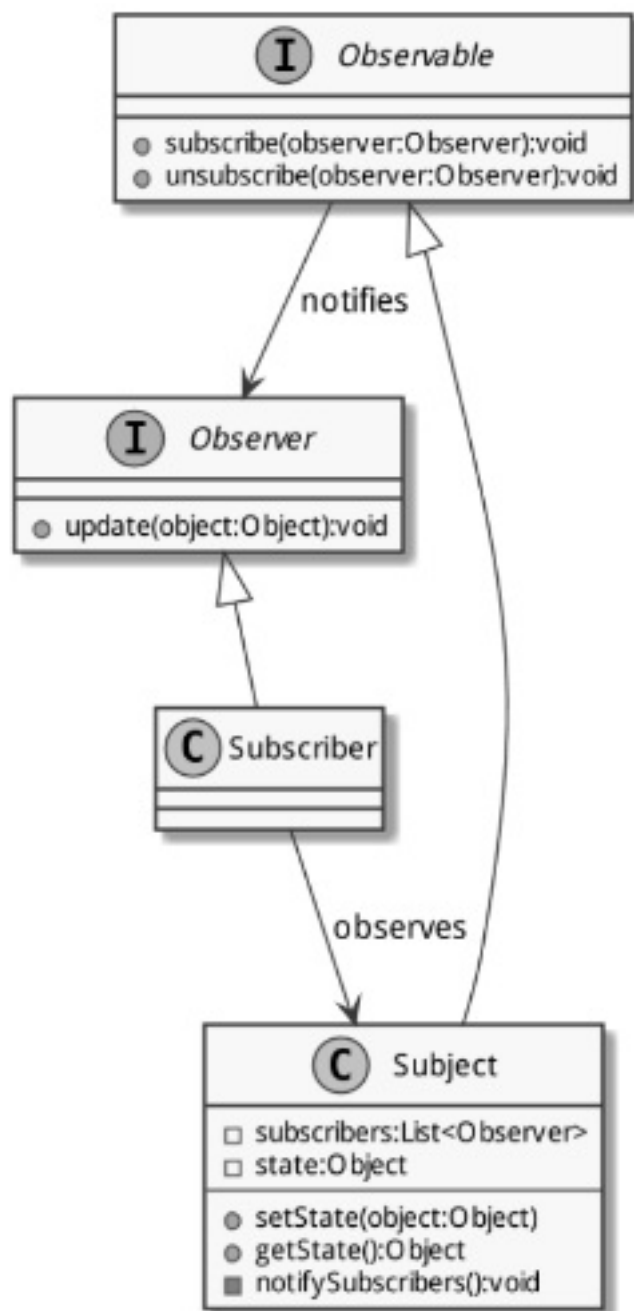 I Observable
subscribe(observer:Observer):void
unsubscribe(observer:Observer):void
notifies
I Observer
update(object:Object):void
C Subscriber
observes
C Subject
subscribers:List<Observer>
state:Object
setState(object:Object)
getState():Object
notifySubscribers():void